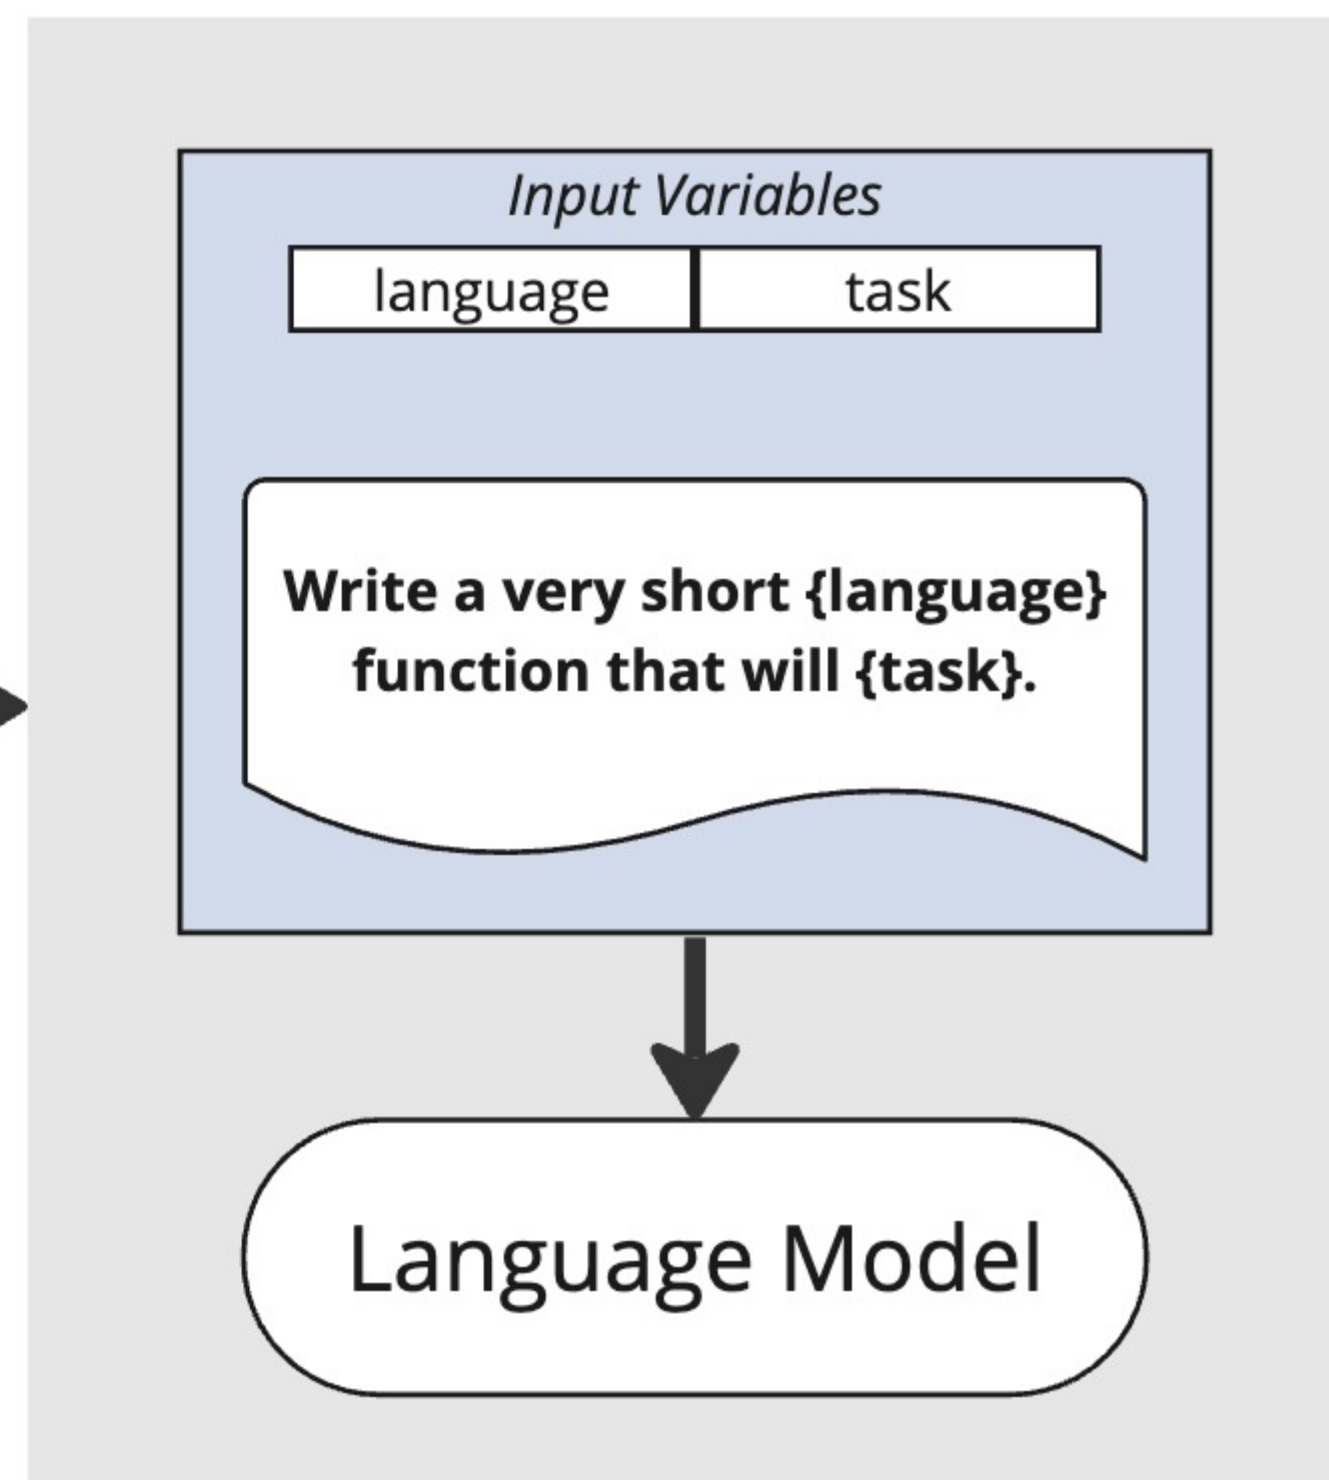 Input Variables
language
task
Write a very short {language}
function that will {task}.
Language Model